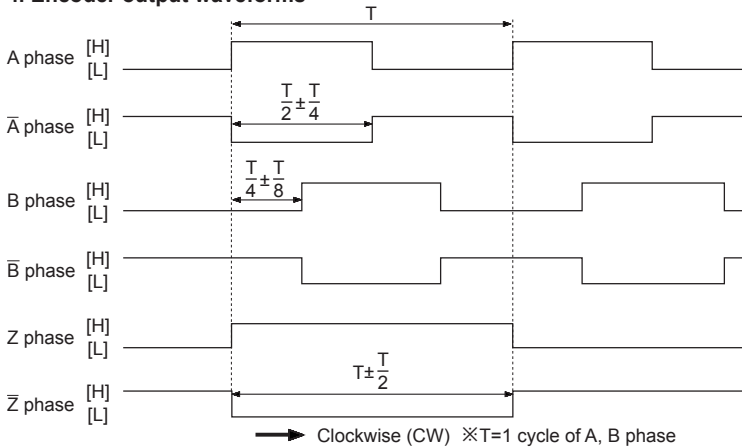 4. Encoder output waveforms
T
A phase [H]
[L]
A̅ phase [H]
[L]
T/2±T/4
T/4±T/8
B phase [H]
[L]
B̅ phase [H]
[L]
Z phase [H]
[L]
T±T/2
Z̅ phase [H]
[L]
Clockwise (CW) ※T=1 cycle of A, B phase